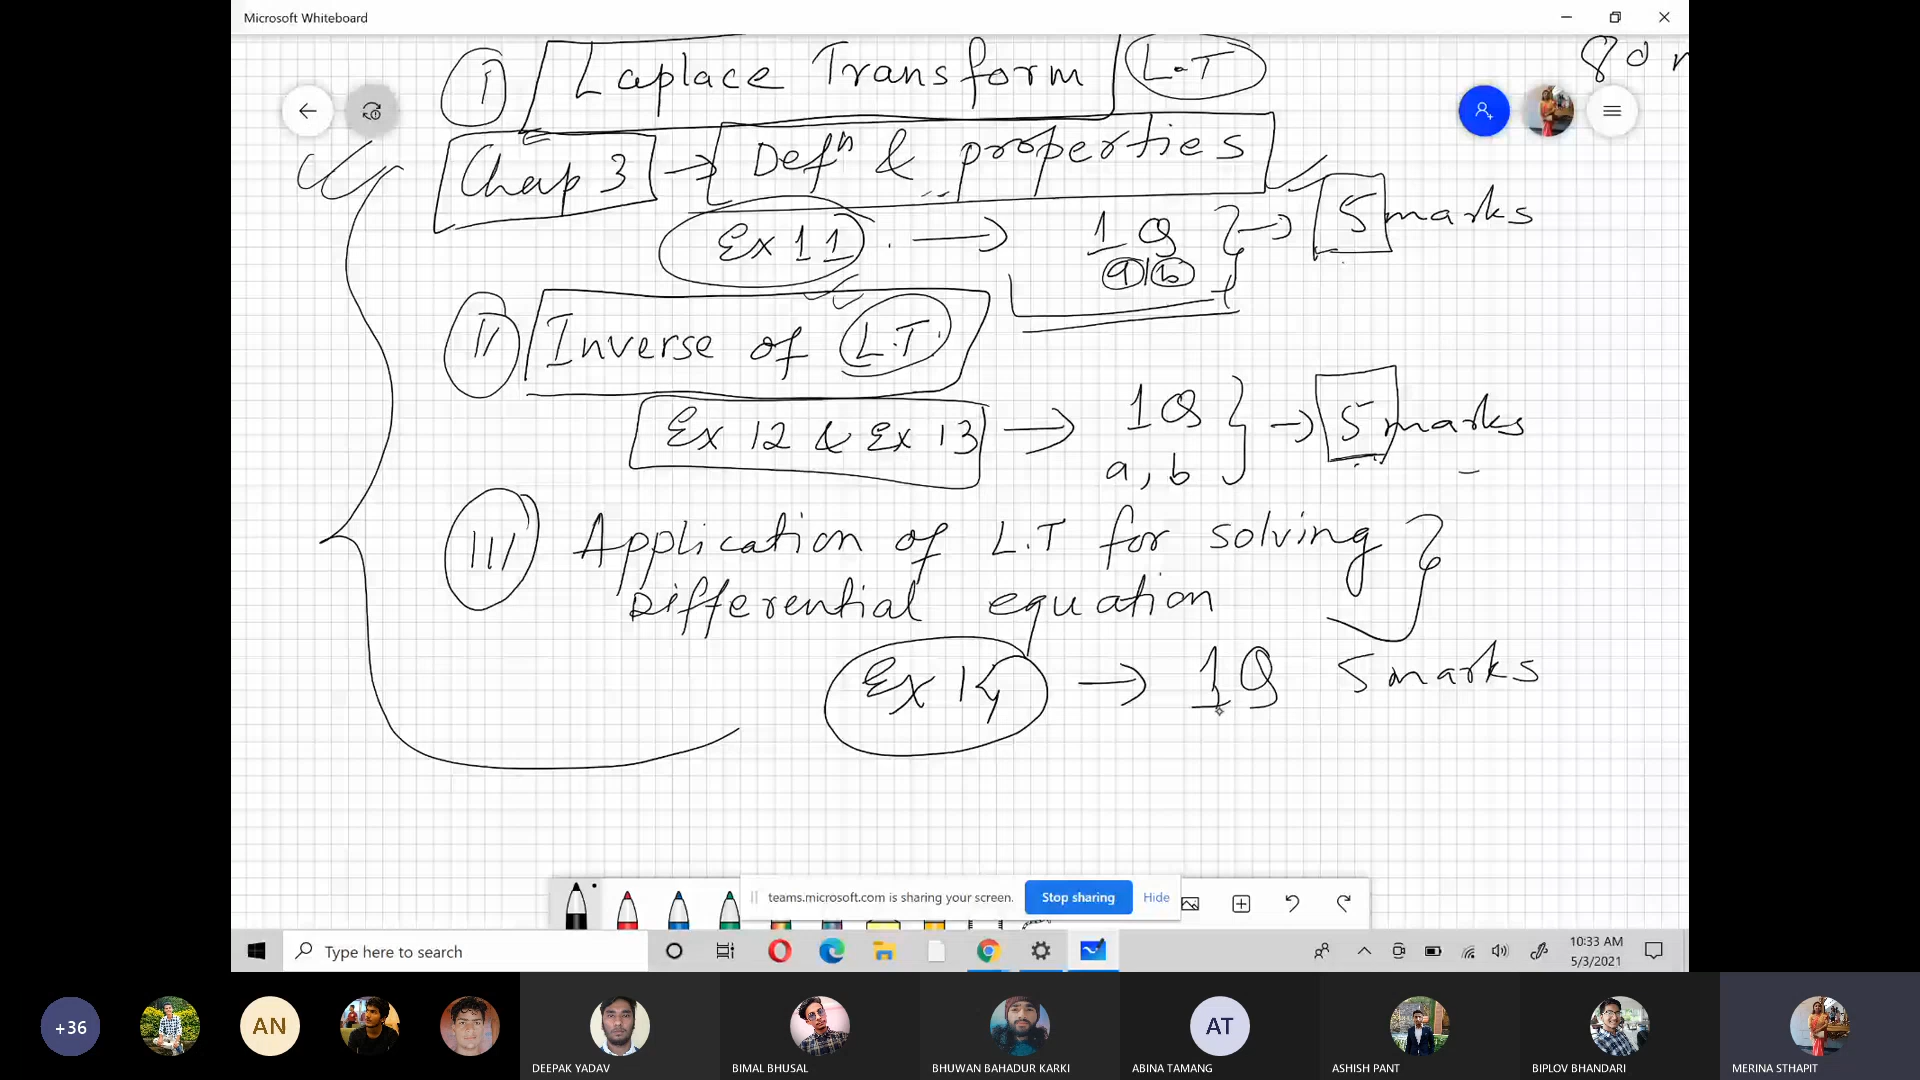 Microsoft Whiteboard
I Laplace Transform L.T
80
Chap 3 → Defⁿ & properties
Ex 11 → 1 Q } → 5 marks
a/b
II Inverse of L.T.
Ex 12 & Ex 13 → 1Q } → 5 marks
a, b
III Application of L.T for solving }
Differential equation
Ex 14 → 1Q 5 marks
teams.microsoft.com is sharing your screen. Stop sharing Hide
Type here to search
10:33 AM
5/3/2021
+36
AN
AT
DEEPAK YADAV
BIMAL BHUSAL
BHUWAN BAHADUR KARKI
ABINA TAMANG
ASHISH PANT
BIPLOV BHANDARI
MERINA STHAPIT